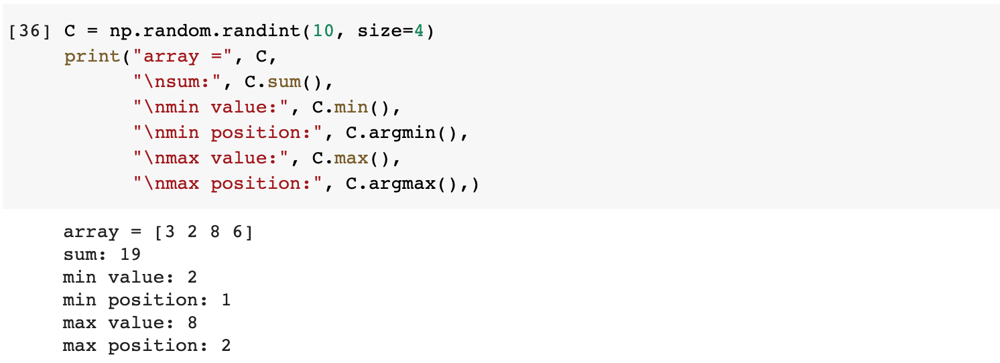 [36] C = np.random.randint(10, size=4)
print("array =", C,
"\nsum:", C.sum(),
"\nmin value:", C.min(),
"\nmin position:", C.argmin(),
"\nmax value:", C.max(),
"\nmax position:", C.argmax(),)
array = [3 2 8 6]
sum: 19
min value: 2
min position: 1
max value: 8
max position: 2